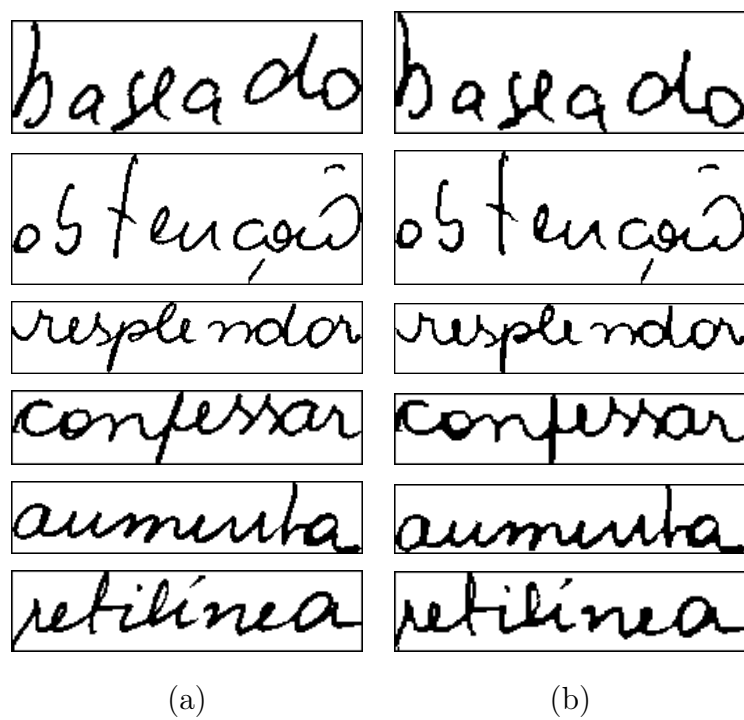 baseado baseado
obtenção obtenção
resplendor resplendor
confessar confessar
aumenta aumenta
retilínea retilínea
(a) (b)